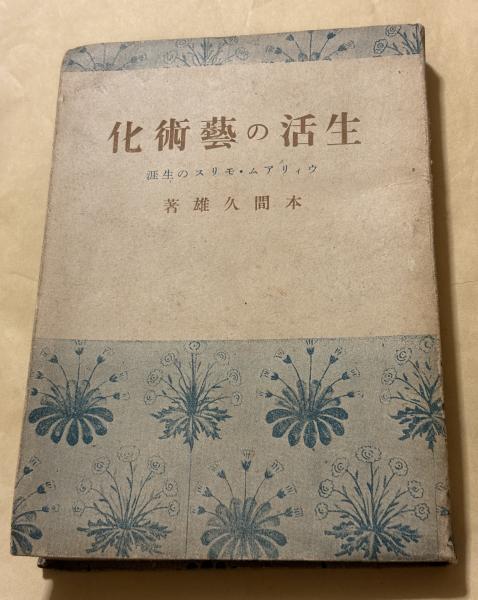 生活の藝術化
ウィリアム・モリスの生涯
本間久雄著